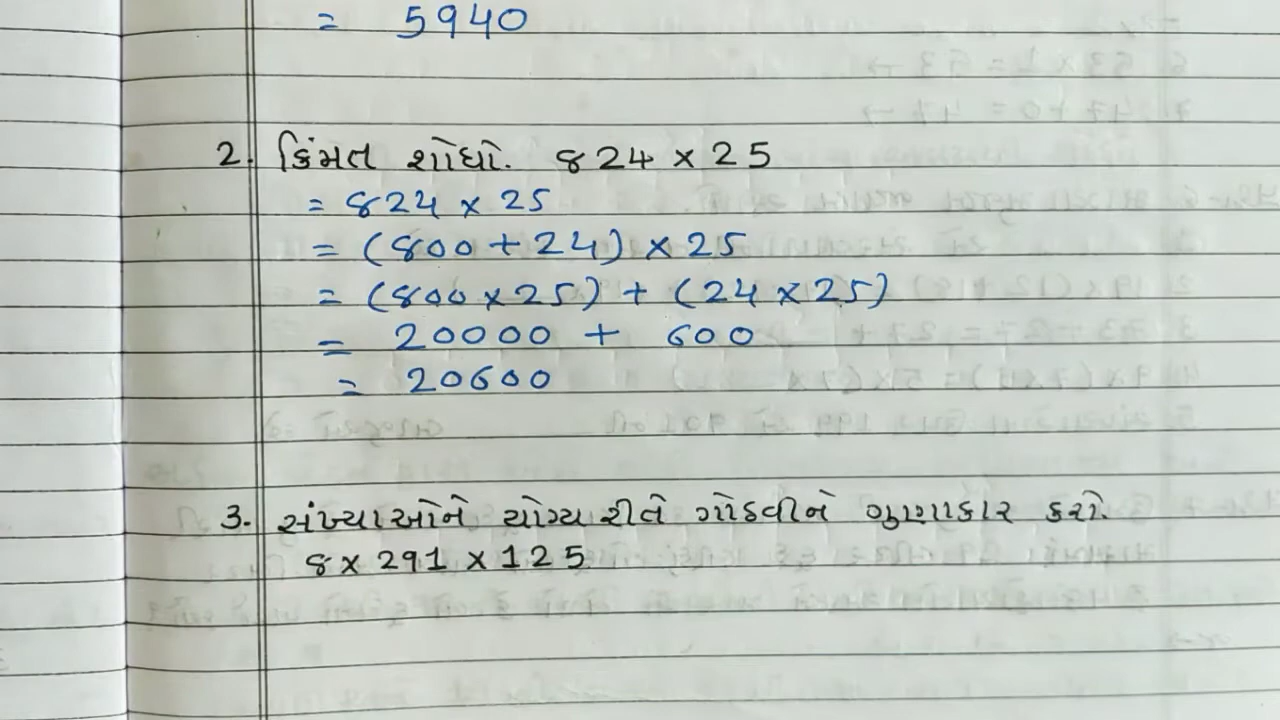 = 5940
2. કિંમત શોધો. 824 × 25
= 824 × 25
= (800 + 24) × 25
= (800 × 25) + (24 × 25)
= 20000 + 600
= 20600
3. સંખ્યાઓને યોગ્ય રીતે ગોઠવીને ગુણાકાર કરો.
8 × 291 × 125